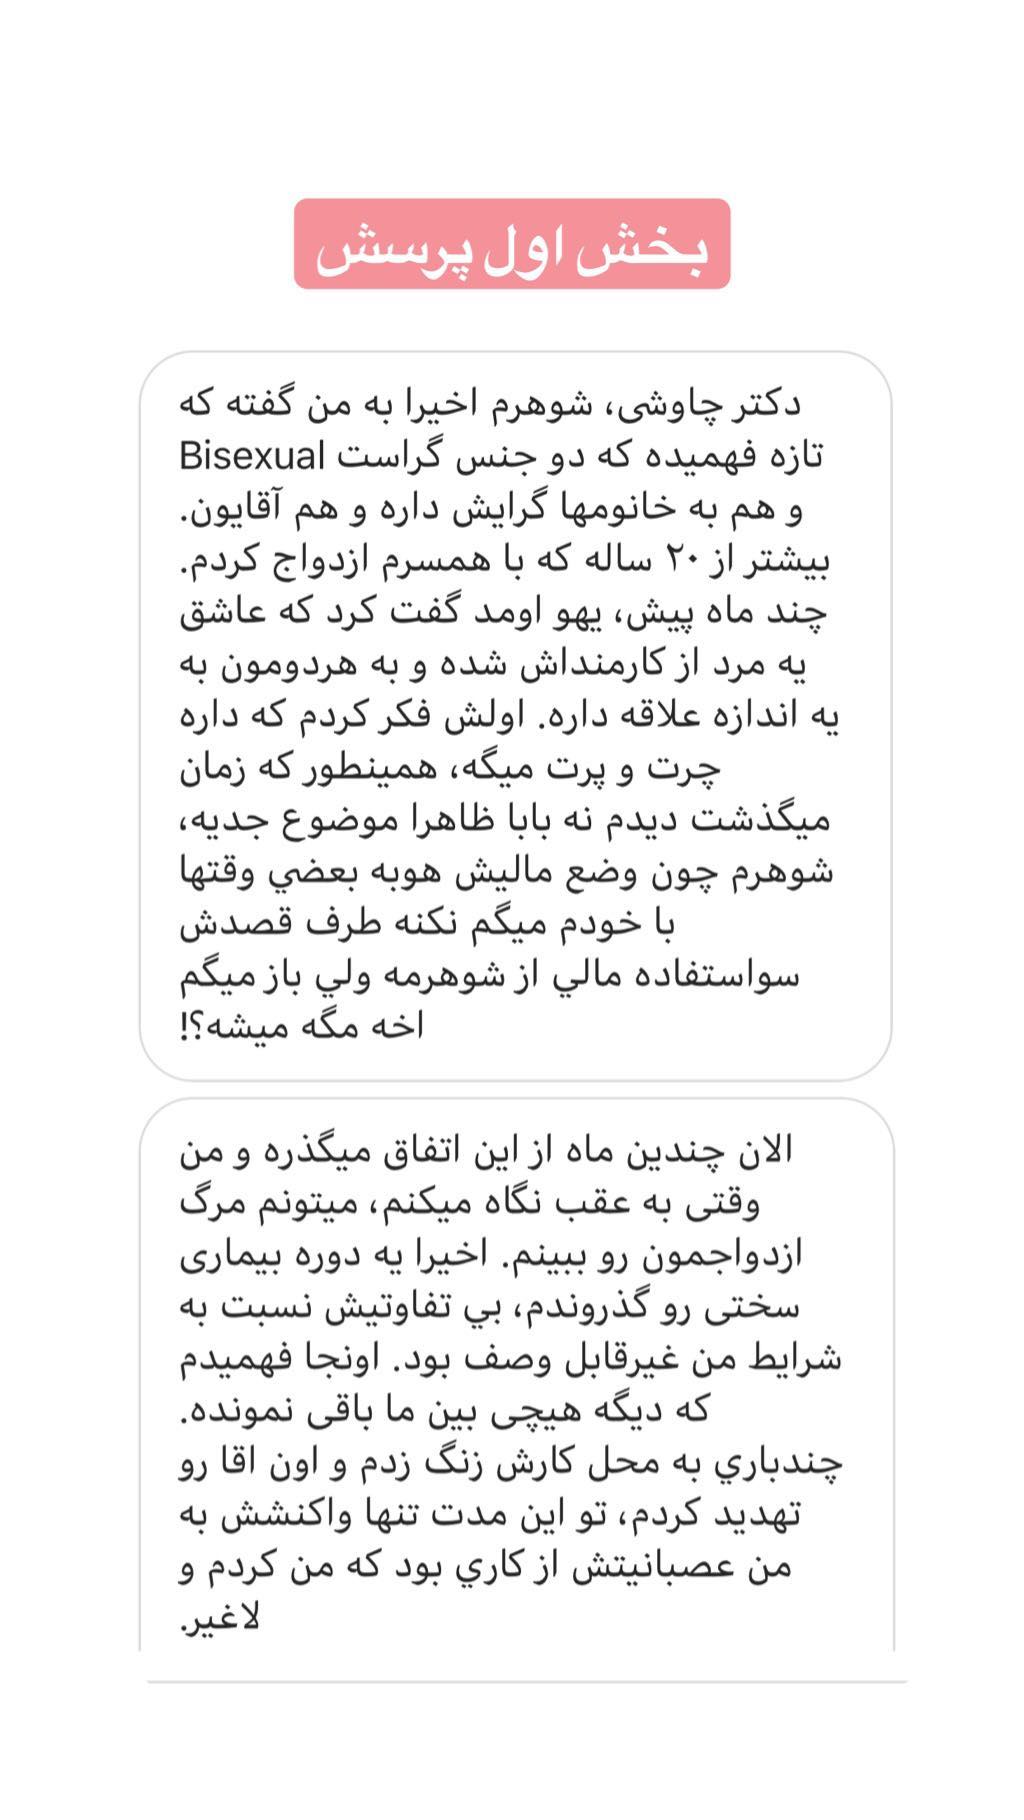 بخش اول پرسش
دکتر چاوشی، شوهرم اخیرا به من گفته که
تازه فهمیده که دو جنس گراست Bisexual
و هم به خانومها گرایش داره و هم آقایون.
بیشتر از ۲۰ ساله که با همسرم ازدواج کردم.
چند ماه پیش، یهو اومد گفت کرد که عاشق
یه مرد از کارمنداش شده و به هردومون به
یه اندازه علاقه داره. اولش فکر کردم که داره
چرت و پرت میگه، همینطور که زمان
میگذشت دیدم نه بابا ظاهرا موضوع جدیه،
شوهرم چون وضع مالیش هوبه بعضي وقتها
با خودم میگم نکنه طرف قصدش
سواستفاده مالي از شوهرمه ولي باز میگم
اخه مگه میشه؟!
الان چندین ماه از این اتفاق میگذره و من
وقتی به عقب نگاه میکنم، میتونم مرگ
ازدواجمون رو ببینم. اخیرا یه دوره بیماری
سختی رو گذروندم، بي تفاوتیش نسبت به
شرایط من غیرقابل وصف بود. اونجا فهمیدم
که دیگه هیچی بین ما باقی نمونده.
چندباري به محل کارش زنگ زدم و اون اقا رو
تهدید کردم، تو این مدت تنها واکنشش به
من عصبانیتش از کاري بود که من کردم و
لاغیر.